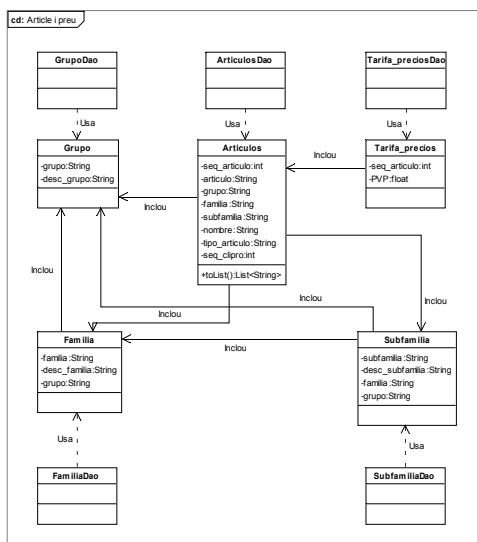 cd: Article i preu
GrupoDao
ArticulosDao
Tarifa_preciosDao
Usa
Usa
Usa
Grupo
-grupo:String
-desc_grupo:String
Articulos
-seq_articulo:int
-articulo:String
-grupo:String
-familia:String
-subfamilia:String
-nombre:String
-tipo_articulo:String
-seq_clipro:int
+toList():List<String>
Tarifa_precios
-seq_articulo:int
-PVP:float
Inclou
Inclou
Inclou
Inclou
Inclou
Inclou
Inclou
Familia
-familia:String
-desc_familia:String
-grupo:String
Subfamilia
-subfamilia:String
-desc_subfamilia:String
-familia:String
-grupo:String
Usa
Usa
FamiliaDao
SubfamiliaDao